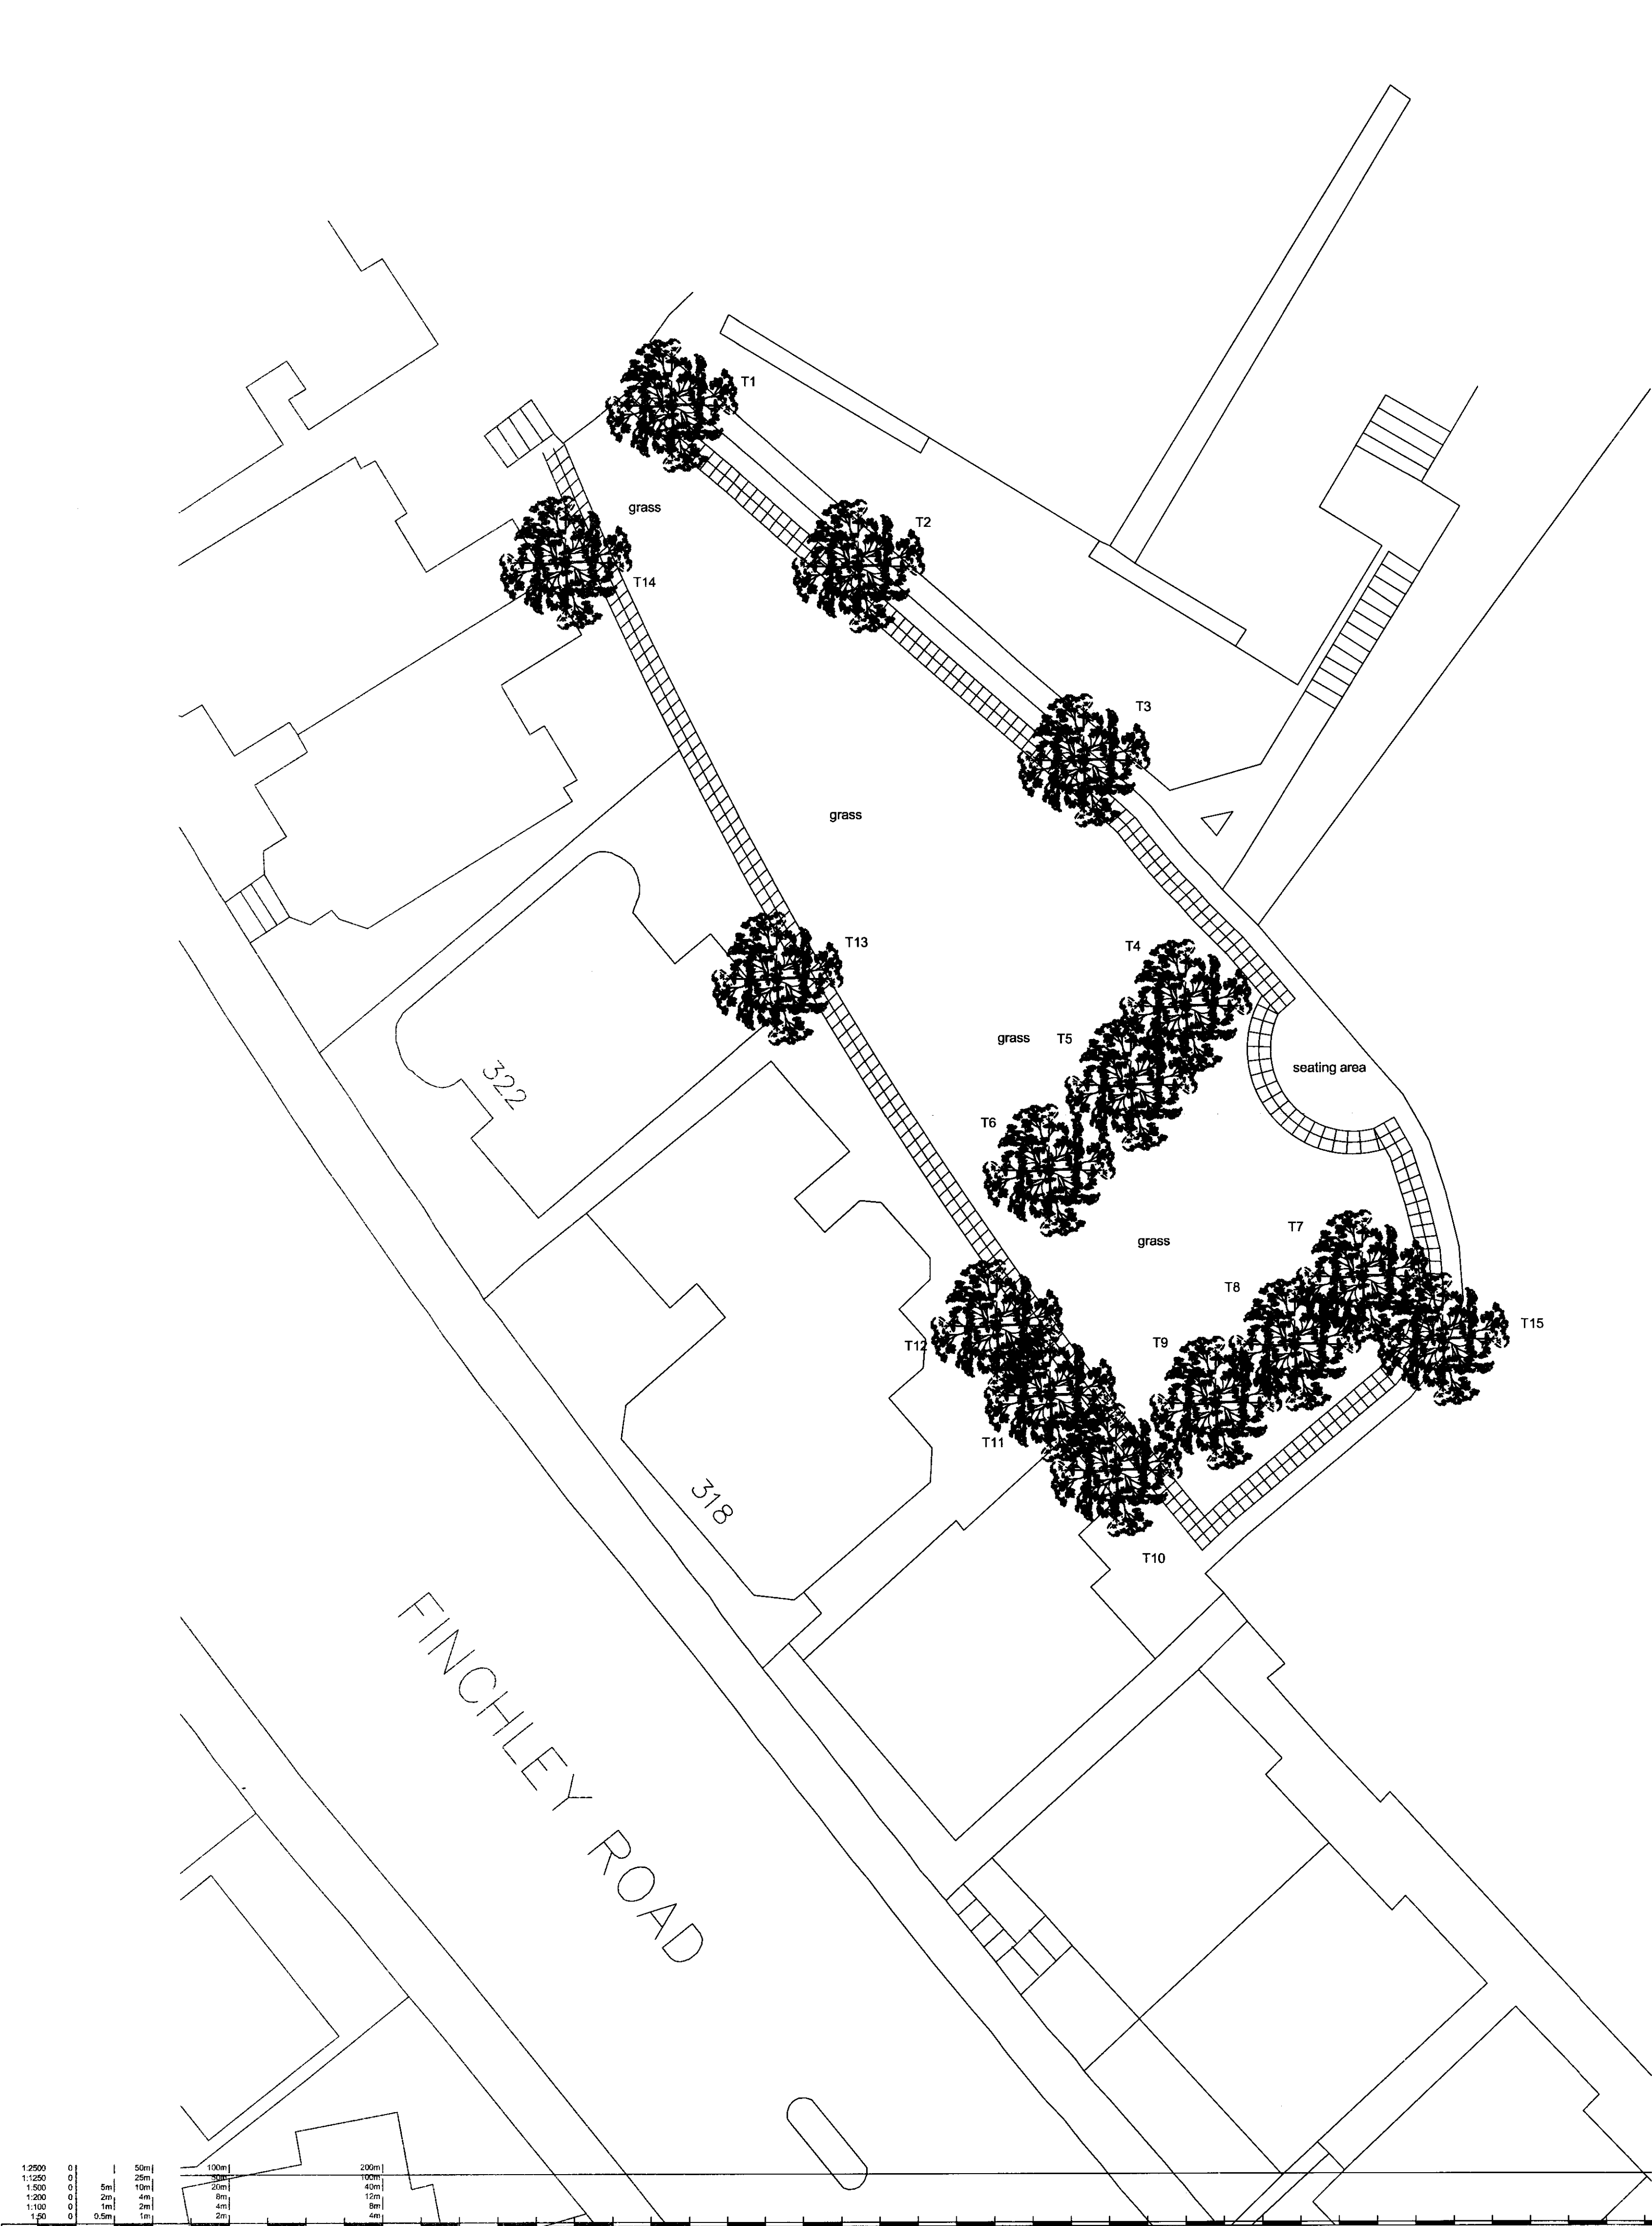 T1
grass
T2
T14
T3
grass
T13
T4
grass
T5
seating area
322
T6
T7
grass
T8
T15
T9
T12
T11
318
T10
FINCHLEY ROAD
1:2500 0 50m 100m 200m
1:1250 0 25m 50m 100m
1:500 0 5m 10m 20m 40m
1:200 0 2m 4m 8m 12m
1:100 0 1m 2m 4m 8m
1:50 0 0.5m 1m 2m 4m